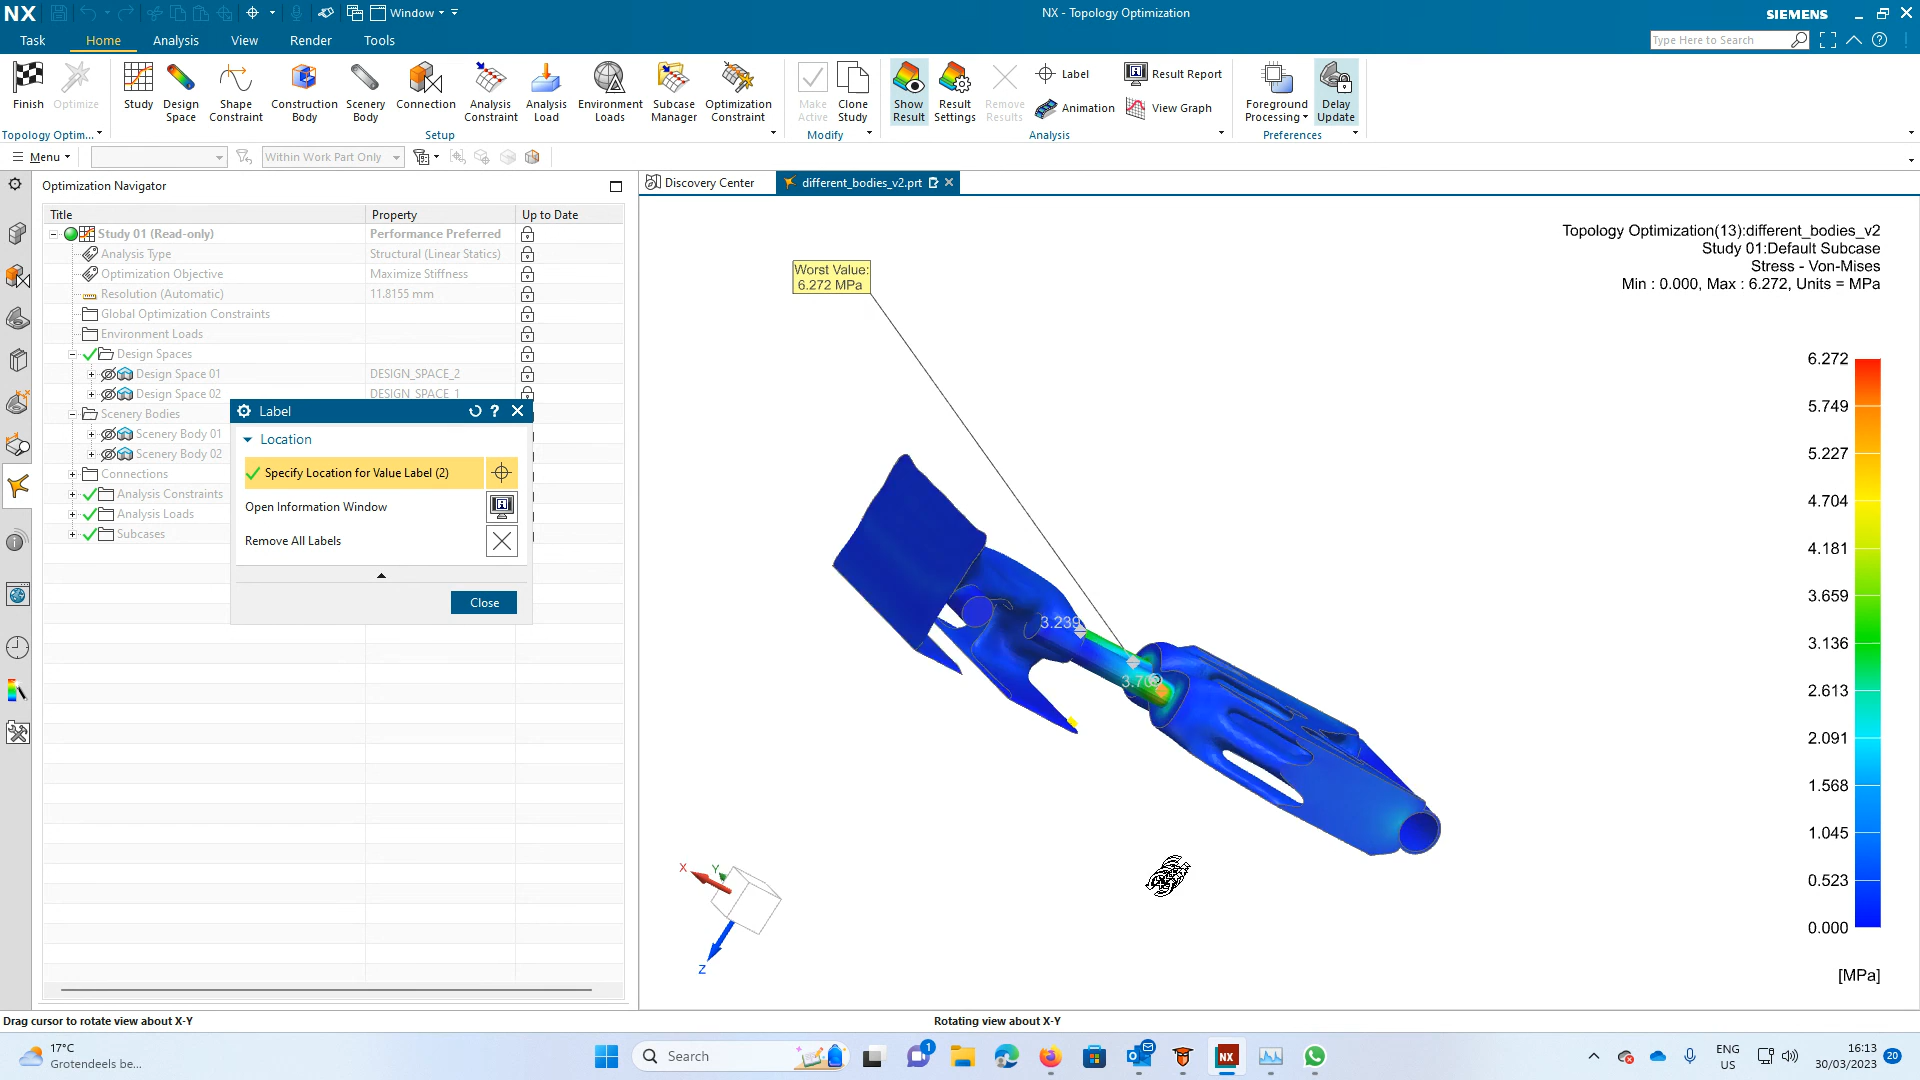 NX
Window
NX - Topology Optimization
SIEMENS
Task
Home
Analysis
View
Render
Tools
Type Here to Search
Finish
Optimize
Study
Design Space
Shape Constraint
Construction Body
Scenery Body
Connection
Analysis Constraint
Analysis Load
Environment Loads
Subcase Manager
Optimization Constraint
Make Active
Clone Study
Show Result
Result Settings
Remove Results
Label
Animation
Result Report
View Graph
Foreground Processing
Delay Update
Topology Optim...
Setup
Modify
Analysis
Preferences
Menu
Within Work Part Only
Optimization Navigator
Discovery Center
different_bodies_v2.prt
Title
Property
Up to Date
Study 01 (Read-only)
Performance Preferred
Analysis Type
Structural (Linear Statics)
Optimization Objective
Maximize Stiffness
Resolution (Automatic)
11.8155 mm
Global Optimization Constraints
Environment Loads
Design Spaces
Design Space 01
DESIGN_SPACE_2
Design Space 02
DESIGN_SPACE_1
Scenery Bodies
Scenery Body 01
Scenery Body 02
Connections
Analysis Constraints
Analysis Loads
Subcases
Label
?
Location
Specify Location for Value Label (2)
Open Information Window
Remove All Labels
Close
Topology Optimization(13):different_bodies_v2
Study 01:Default Subcase
Stress - Von-Mises
Min : 0.000, Max : 6.272, Units = MPa
Worst Value:
6.272 MPa
3.239
6.272
5.749
5.227
4.704
4.181
3.659
3.136
2.613
2.091
1.568
1.045
0.523
0.000
[MPa]
X
Y
Z
Drag cursor to rotate view about X-Y
Rotating view about X-Y
17°C
Grotendeels be...
Search
1
NX
ENG
US
16:13
30/03/2023
20